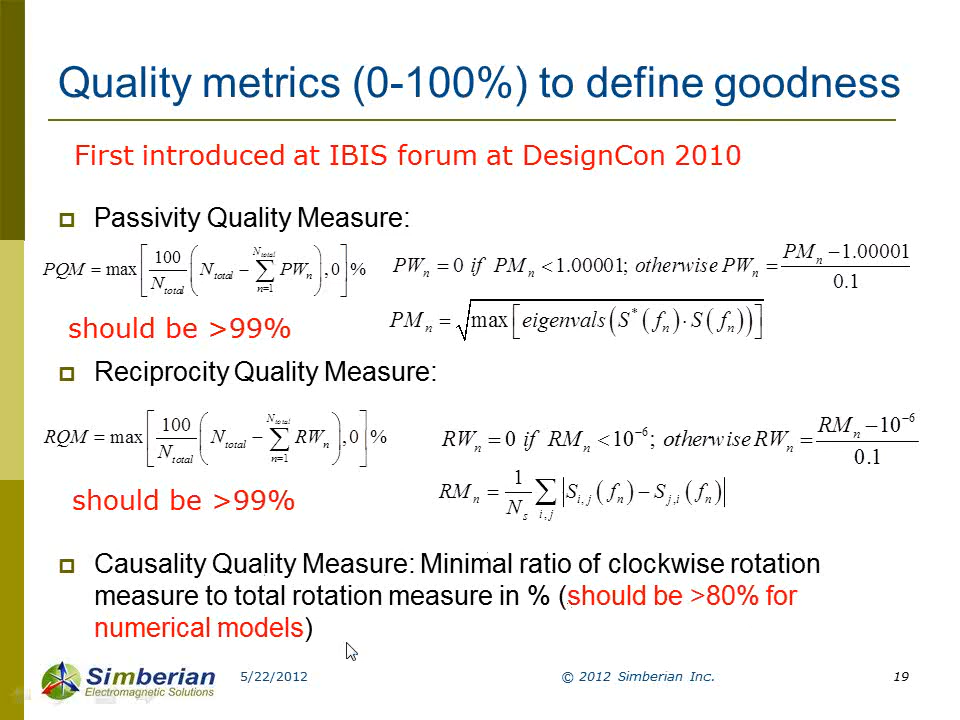 Quality metrics (0-100%) to define goodness
First introduced at IBIS forum at DesignCon 2010
Passivity Quality Measure:
PQM = max[100/N_total (N_total − ∑_{n=1}^{N_total} PW_n), 0] %
PW_n = 0 if PM_n < 1.00001; otherwise PW_n = (PM_n − 1.00001)/0.1
PM_n = √(max[eigenvals(S*(f_n)·S(f_n))])
should be >99%
Reciprocity Quality Measure:
RQM = max[100/N_total (N_total − ∑_{n=1}^{N_total} RW_n), 0] %
RW_n = 0 if RM_n < 10^−6; otherwise RW_n = (RM_n − 10^−6)/0.1
RM_n = 1/N_s ∑_{i,j} |S_{i,j}(f_n) − S_{j,i}(f_n)|
should be >99%
Causality Quality Measure: Minimal ratio of clockwise rotation
measure to total rotation measure in % (should be >80% for
numerical models)
Simberian
Electromagnetic Solutions
5/22/2012
© 2012 Simberian Inc.
19